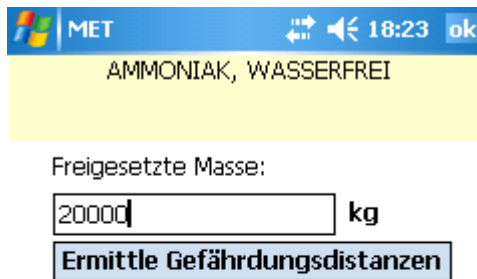 MET 18:23 ok
AMMONIAK, WASSERFREI
Freigesetzte Masse:
20000 kg
Ermittle Gefährdungsdistanzen